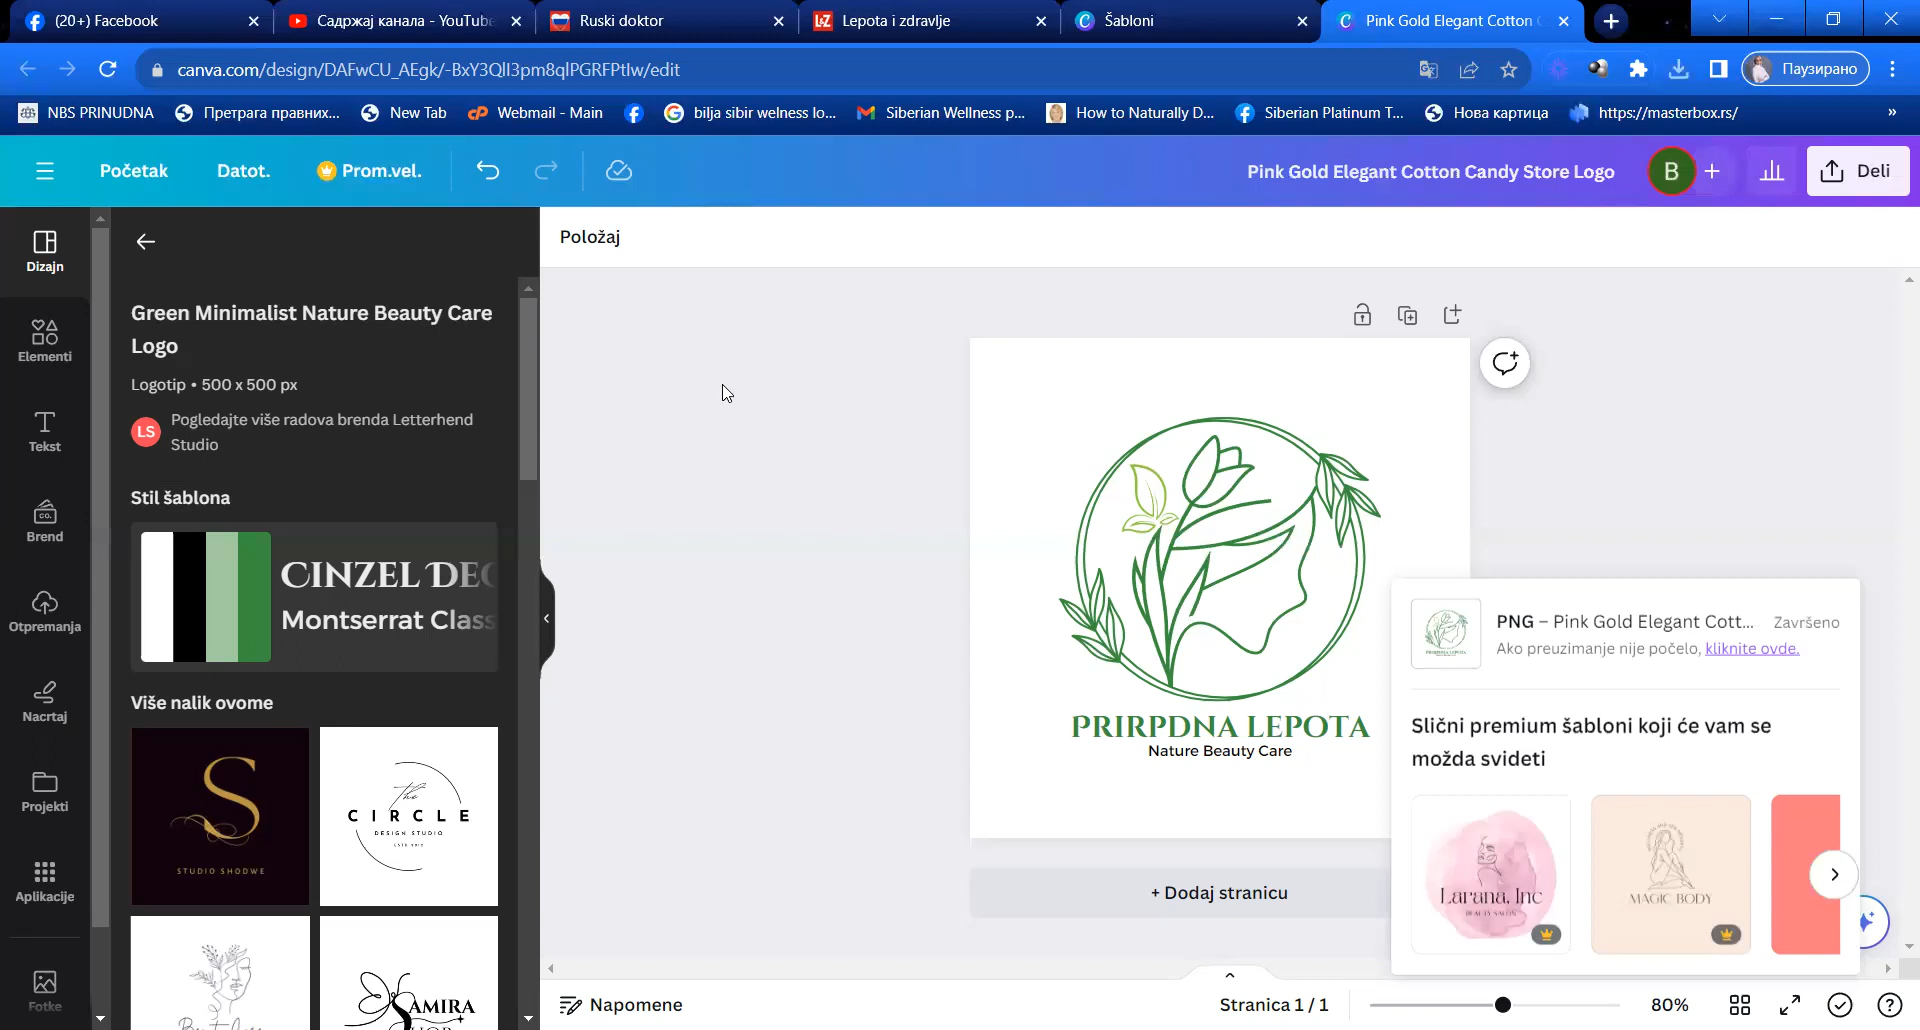 (20+) Facebook
Садржај канала - YouTube
Ruski doktor
Lepota i zdravlje
Šabloni
Pink Gold Elegant Cotton
canva.com/design/DAFwCU_AEgk/-BxY3QlI3pm8qlPGRFPtlw/edit
Паузирано
NBS PRINUDNA
Претрага правних...
New Tab
Webmail - Main
bilja sibir welness lo...
Siberian Wellness p...
How to Naturally D...
Siberian Platinum T...
Нова картица
https://masterbox.rs/
»
Početak
Datot.
Prom.vel.
Pink Gold Elegant Cotton Candy Store Logo
B
Deli
Dizajn
Elementi
Tekst
Brend
Otpremanja
Nacrtaj
Projekti
Aplikacije
Fotke
Green Minimalist Nature Beauty Care
Logo
Logotip • 500 x 500 px
LS
Pogledajte više radova brenda Letterhend
Studio
Stil šablona
CINZEL DEC
Montserrat Class
Više nalik ovome
S
STUDIO SHODWE
the
CIRCLE
DESIGN STUDIO
AMIRA
Položaj
PRIRPDNA LEPOTA
Nature Beauty Care
+ Dodaj stranicu
PNG – Pink Gold Elegant Cott...
Završeno
Ako preuzimanje nije počelo, kliknite ovde.
Slični premium šabloni koji će vam se
možda svideti
Larana, Inc
BEAUTY SALON
MAGIC BODY
Napomene
Stranica 1 / 1
80%